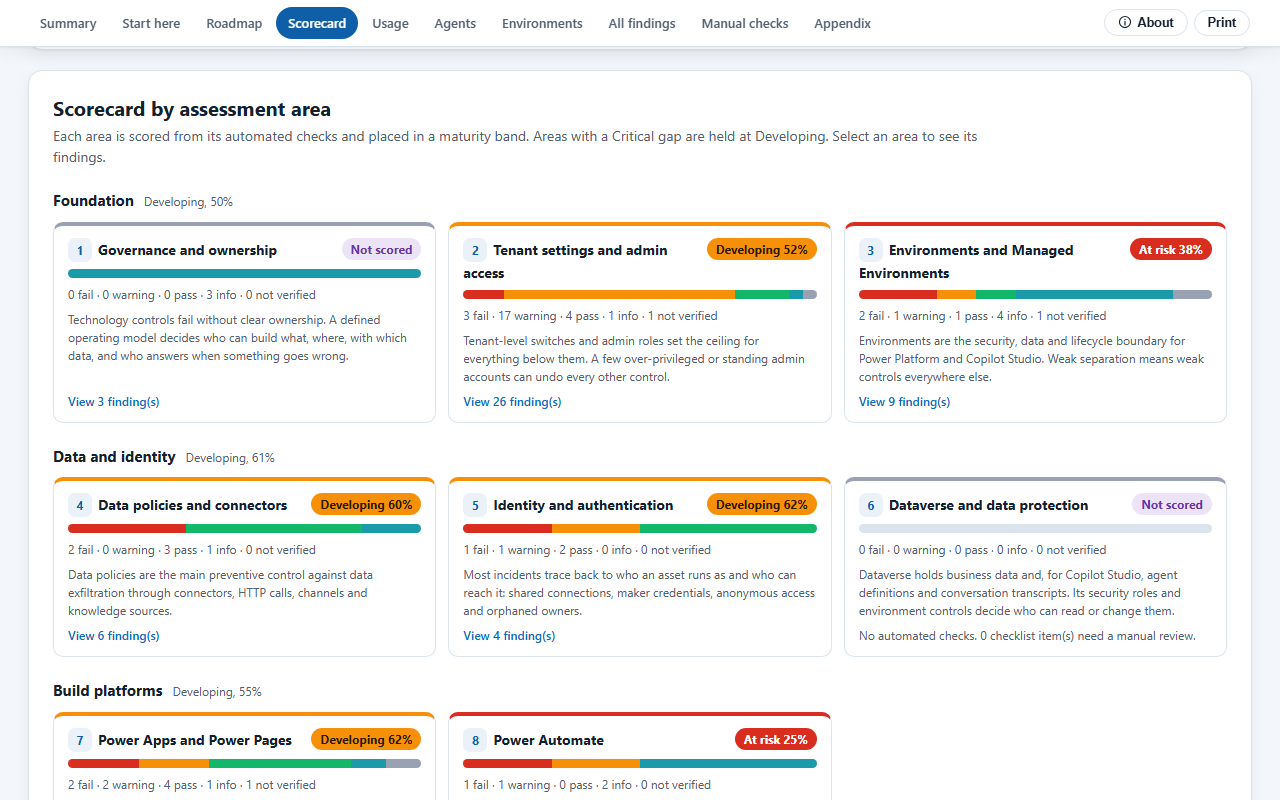 Summary Start here Roadmap Scorecard Usage Agents Environments All findings Manual checks Appendix About Print
Scorecard by assessment area
Each area is scored from its automated checks and placed in a maturity band. Areas with a Critical gap are held at Developing. Select an area to see its
findings.
Foundation Developing, 50%
1 Governance and ownership Not scored
0 fail · 0 warning · 0 pass · 3 info · 0 not verified
Technology controls fail without clear ownership. A defined
operating model decides who can build what, where, with which
data, and who answers when something goes wrong.
View 3 finding(s)
2 Tenant settings and admin Developing 52%
access
3 fail · 17 warning · 4 pass · 1 info · 1 not verified
Tenant-level switches and admin roles set the ceiling for
everything below them. A few over-privileged or standing admin
accounts can undo every other control.
View 26 finding(s)
3 Environments and Managed At risk 38%
Environments
2 fail · 1 warning · 1 pass · 4 info · 1 not verified
Environments are the security, data and lifecycle boundary for
Power Platform and Copilot Studio. Weak separation means weak
controls everywhere else.
View 9 finding(s)
Data and identity Developing, 61%
4 Data policies and connectors Developing 60%
2 fail · 0 warning · 3 pass · 1 info · 0 not verified
Data policies are the main preventive control against data
exfiltration through connectors, HTTP calls, channels and
knowledge sources.
View 6 finding(s)
5 Identity and authentication Developing 62%
1 fail · 1 warning · 2 pass · 0 info · 0 not verified
Most incidents trace back to who an asset runs as and who can
reach it: shared connections, maker credentials, anonymous access
and orphaned owners.
View 4 finding(s)
6 Dataverse and data protection Not scored
0 fail · 0 warning · 0 pass · 0 info · 0 not verified
Dataverse holds business data and, for Copilot Studio, agent
definitions and conversation transcripts. Its security roles and
environment controls decide who can read or change them.
No automated checks. 0 checklist item(s) need a manual review.
Build platforms Developing, 55%
7 Power Apps and Power Pages Developing 62%
2 fail · 2 warning · 4 pass · 1 info · 1 not verified
8 Power Automate At risk 25%
1 fail · 1 warning · 0 pass · 2 info · 0 not verified